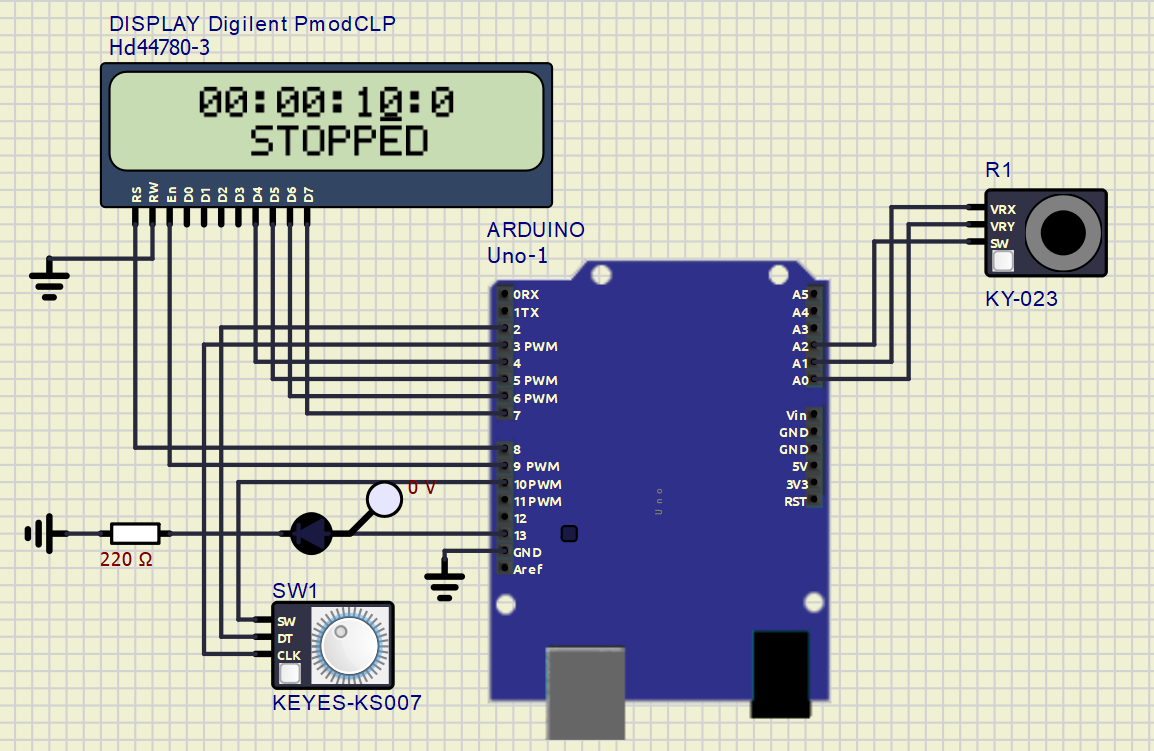 DISPLAY Digilent PmodCLP
Hd44780-3
00:00:10:0
STOPPED
RS RW En D0 D1 D2 D3 D4 D5 D6 D7
ARDUINO
Uno-1
0RX
1TX
2
3 PWM
4
5 PWM
6 PWM
7
8
9 PWM
10PWM
11PWM
12
13
GND
Aref
A5
A4
A3
A2
A1
A0
Vin
GND
GND
5V
3V3
RST
Uno
R1
VRX
VRY
SW
KY-023
0 V
220 Ω
SW1
SW
DT
CLK
KEYES-KS007